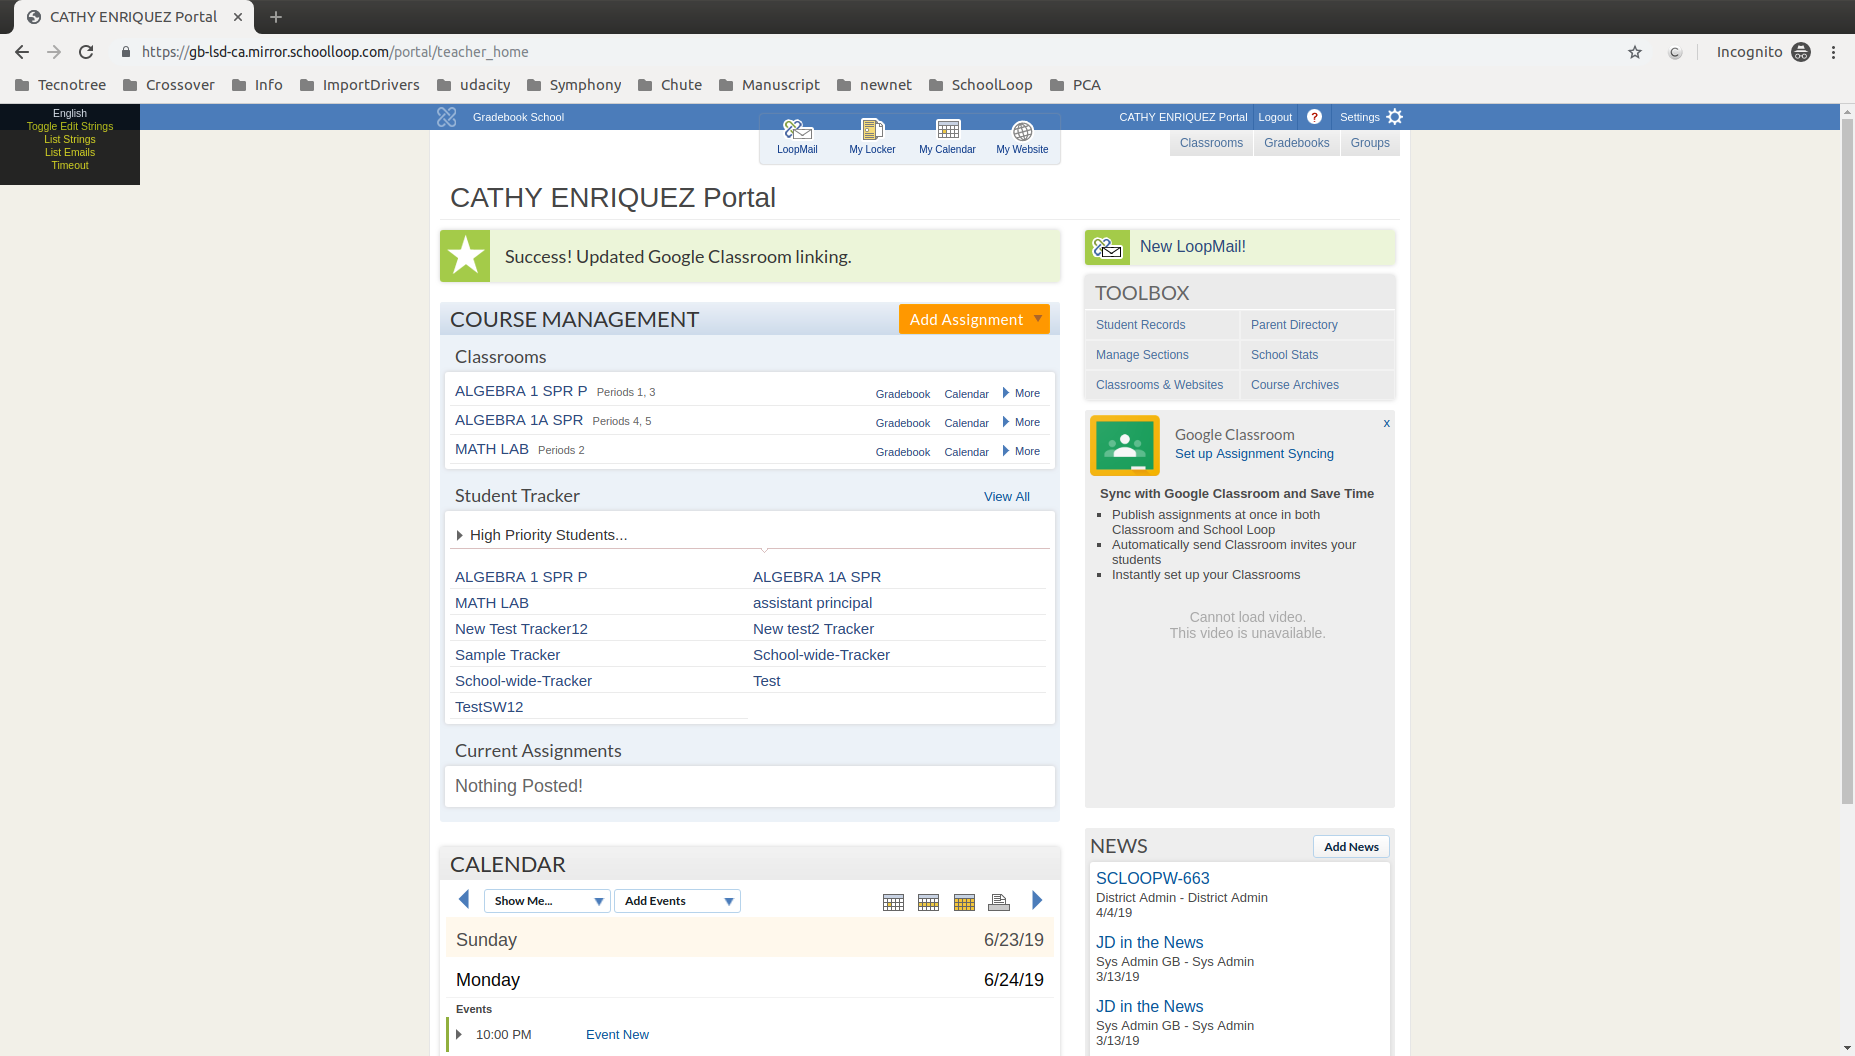 CATHY ENRIQUEZ Portal
https://gb-lsd-ca.mirror.schoolloop.com/portal/teacher_home
Incognito
Tecnotree Crossover Info ImportDrivers udacity Symphony Chute Manuscript newnet SchoolLoop PCA
English
Toggle Edit Strings
List Strings
List Emails
Timeout
Gradebook School
CATHY ENRIQUEZ Portal Logout ? Settings
LoopMail My Locker My Calendar My Website
Classrooms Gradebooks Groups
CATHY ENRIQUEZ Portal
Success! Updated Google Classroom linking.
COURSE MANAGEMENT
Add Assignment
Classrooms
ALGEBRA 1 SPR P Periods 1, 3 Gradebook Calendar More
ALGEBRA 1A SPR Periods 4, 5 Gradebook Calendar More
MATH LAB Periods 2 Gradebook Calendar More
Student Tracker View All
High Priority Students...
ALGEBRA 1 SPR P ALGEBRA 1A SPR
MATH LAB assistant principal
New Test Tracker12 New test2 Tracker
Sample Tracker School-wide-Tracker
School-wide-Tracker Test
TestSW12
Current Assignments
Nothing Posted!
CALENDAR
Show Me... Add Events
Sunday 6/23/19
Monday 6/24/19
Events
10:00 PM Event New
New LoopMail!
TOOLBOX
Student Records Parent Directory
Manage Sections School Stats
Classrooms & Websites Course Archives
x
Google Classroom
Set up Assignment Syncing
Sync with Google Classroom and Save Time
Publish assignments at once in both
Classroom and School Loop
Automatically send Classroom invites your
students
Instantly set up your Classrooms
Cannot load video.
This video is unavailable.
NEWS
Add News
SCLOOPW-663
District Admin - District Admin
4/4/19
JD in the News
Sys Admin GB - Sys Admin
3/13/19
JD in the News
Sys Admin GB - Sys Admin
3/13/19